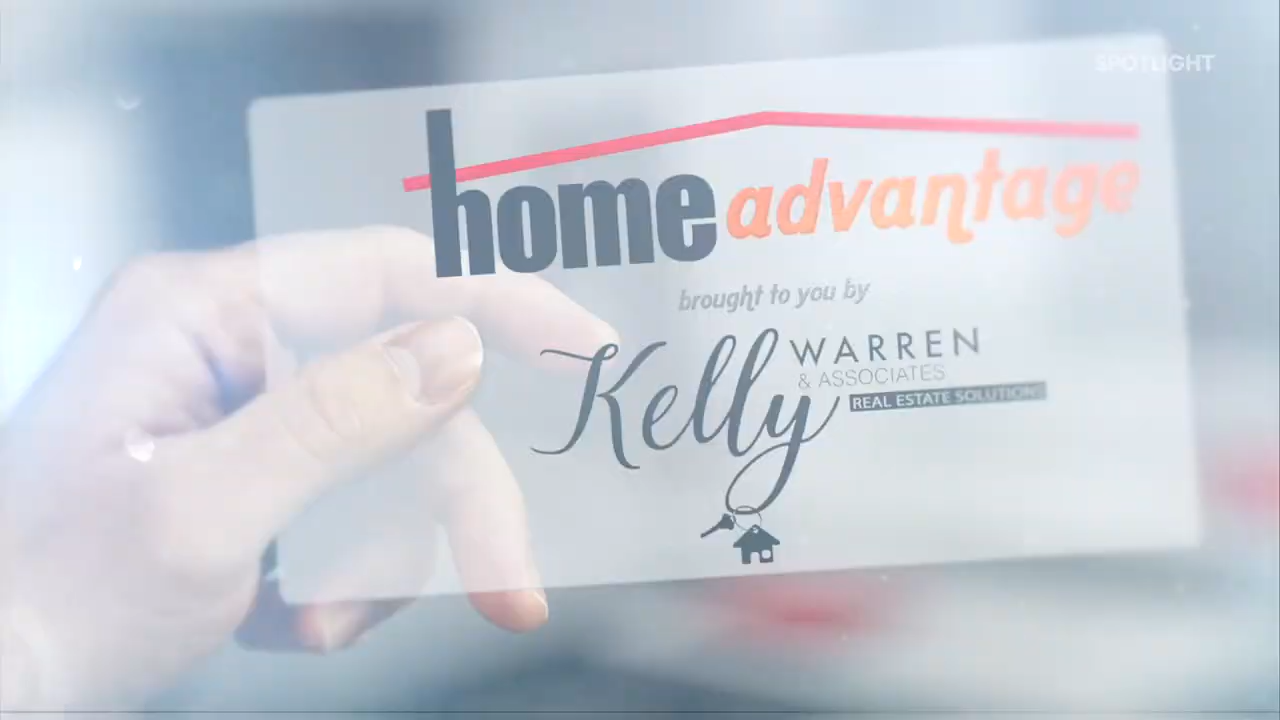 SPOTLIGHT
home advantage
brought to you by
Kelly WARREN
& ASSOCIATES
REAL ESTATE SOLUTIONS